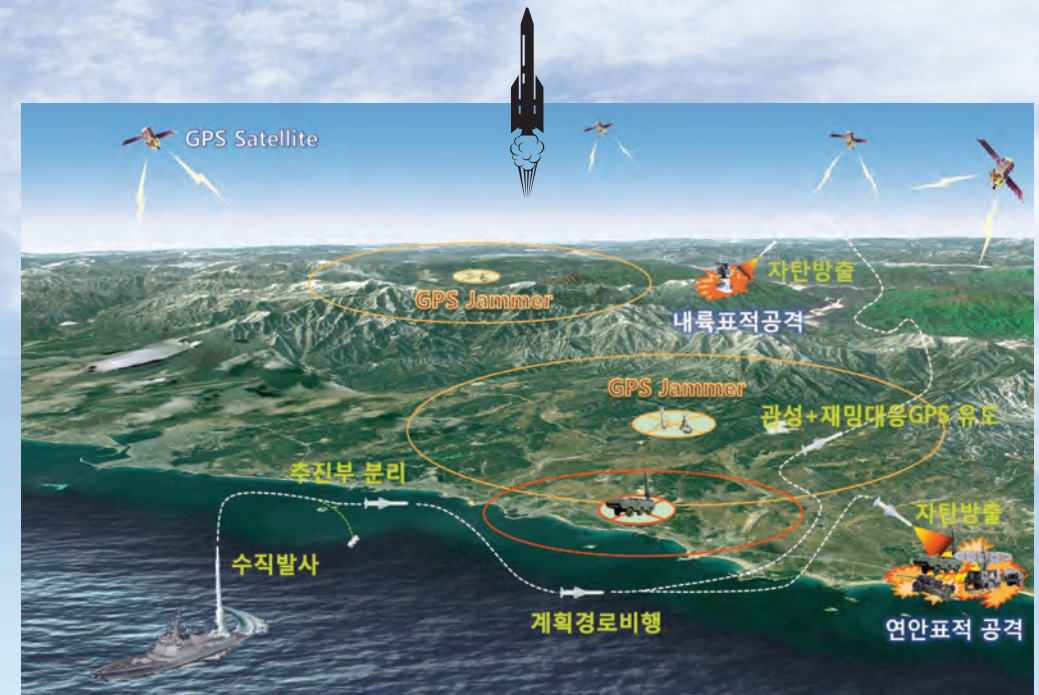 GPS Satellite
자탄방출
GPS Jammer
내륙표적공격
GPS Jammer
관성+재밍대응GPS 유도
추진부 분리
자탄방출
수직발사
계획경로비행
연안표적 공격